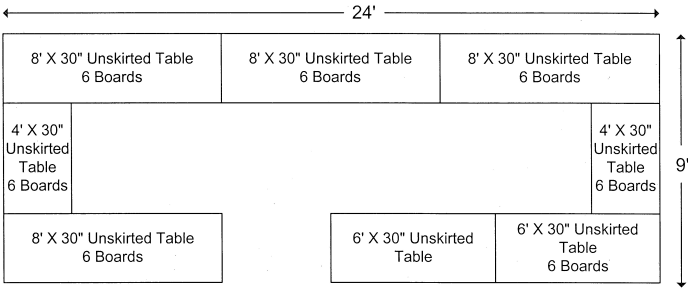 24'
8' X 30" Unskirted Table
6 Boards
8' X 30" Unskirted Table
6 Boards
8' X 30" Unskirted Table
6 Boards
4' X 30"
Unskirted
Table
6 Boards
4' X 30"
Unskirted
Table
6 Boards
9'
8' X 30" Unskirted Table
6 Boards
6' X 30" Unskirted
Table
6' X 30" Unskirted
Table
6 Boards